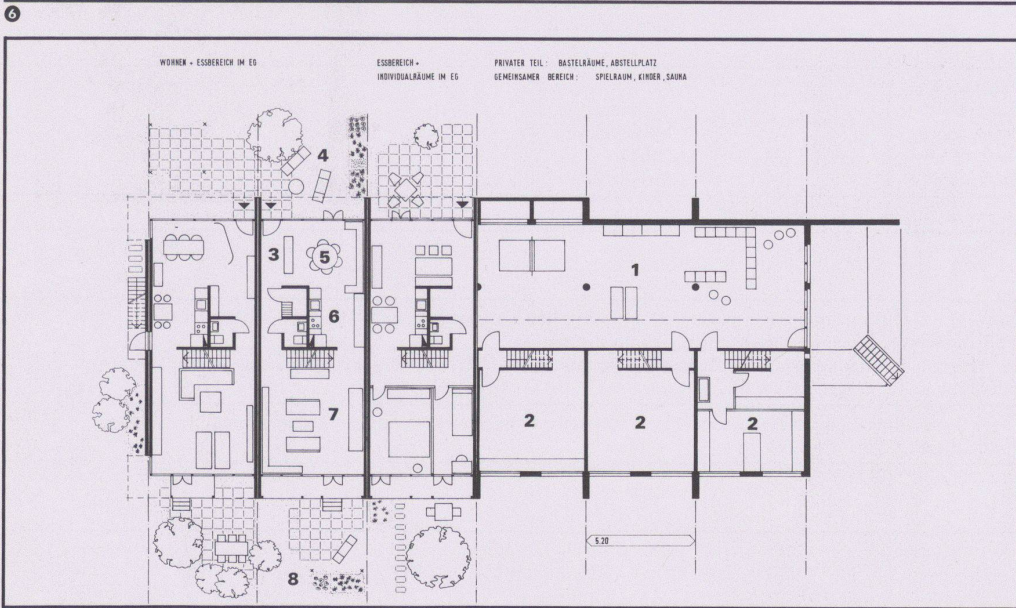 6
WOHNEN + ESSBEREICH IM EG
ESSBEREICH +
INDIVIDUALRÄUME IM EG
PRIVATER TEIL : BASTELRÄUME, ABSTELLPLATZ
GEMEINSAMER BEREICH : SPIELRAUM, KINDER, SAUNA
4
3
5
1
6
7
2
2
2
5.20
8